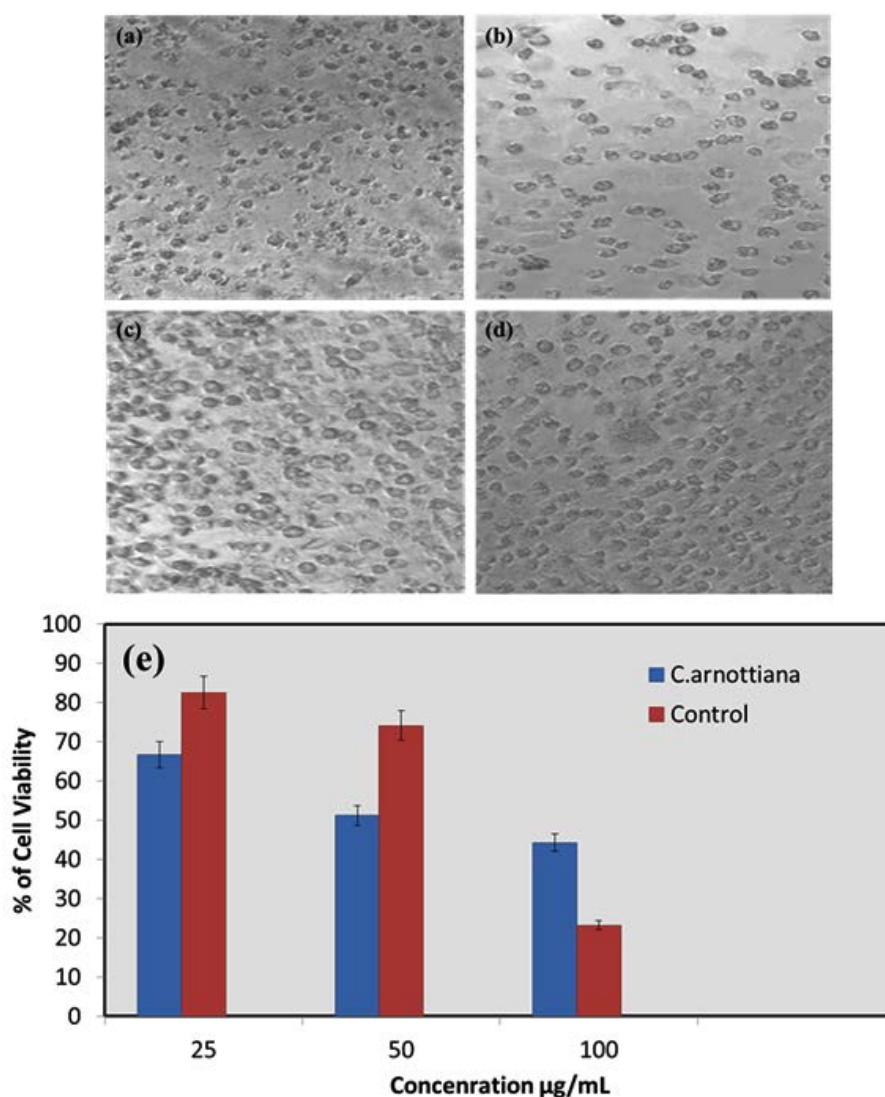 (a)
(b)
(c)
(d)
(e)
100
90
80
70
60
50
40
30
20
10
0
% of Cell Viability
C.arnottiana
Control
25 50 100
Concenration µg/mL